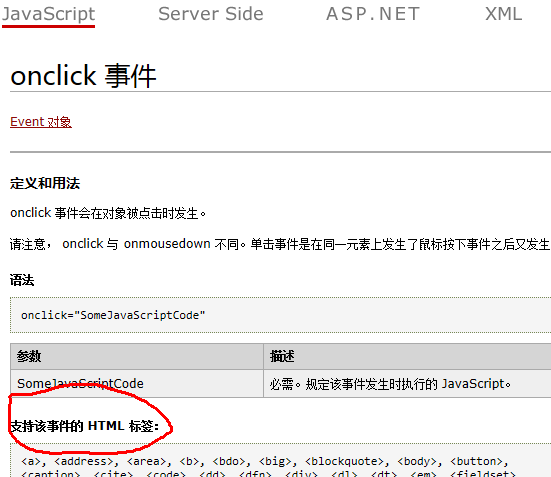 JavaScript Server Side ASP.NET XML
onclick 事件
Event 对象
定义和用法
onclick 事件会在对象被点击时发生。
请注意， onclick 与 onmousedown 不同。单击事件是在同一元素上发生了鼠标按下事件之后又发生
语法
onclick="SomeJavaScriptCode"
参数 描述
SomeJavaScriptCode 必需。规定该事件发生时执行的 JavaScript。
支持该事件的 HTML 标签：
<a>, <address>, <area>, <b>, <bdo>, <big>, <blockquote>, <body>, <button>,
<caption>, <cite>, <code>, <dd>, <dfn>, <div>, <dl>, <dt>, <em>, <fieldset>,